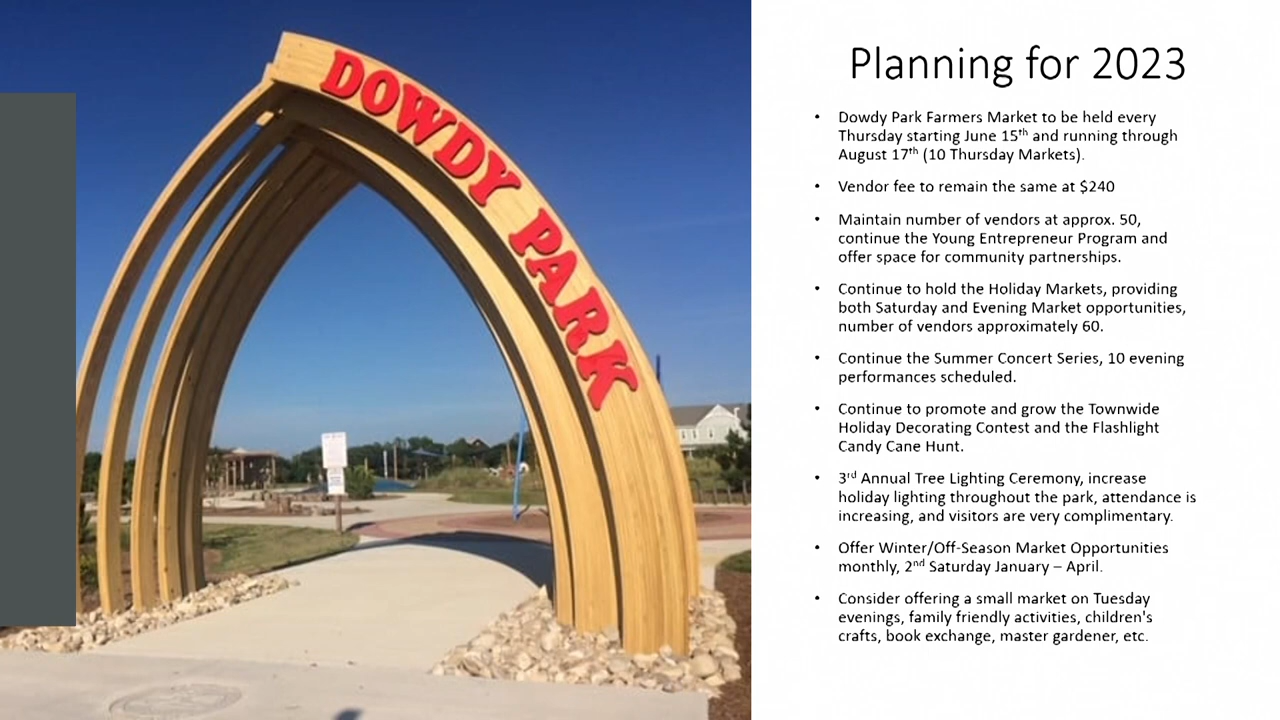 DOWDY PARK
Planning for 2023
• Dowdy Park Farmers Market to be held every
Thursday starting June 15th and running through
August 17th (10 Thursday Markets).
• Vendor fee to remain the same at $240
• Maintain number of vendors at approx. 50,
continue the Young Entrepreneur Program and
offer space for community partnerships.
• Continue to hold the Holiday Markets, providing
both Saturday and Evening Market opportunities,
number of vendors approximately 60.
• Continue the Summer Concert Series, 10 evening
performances scheduled.
• Continue to promote and grow the Townwide
Holiday Decorating Contest and the Flashlight
Candy Cane Hunt.
• 3rd Annual Tree Lighting Ceremony, increase
holiday lighting throughout the park, attendance is
increasing, and visitors are very complimentary.
• Offer Winter/Off-Season Market Opportunities
monthly, 2nd Saturday January – April.
• Consider offering a small market on Tuesday
evenings, family friendly activities, children's
crafts, book exchange, master gardener, etc.